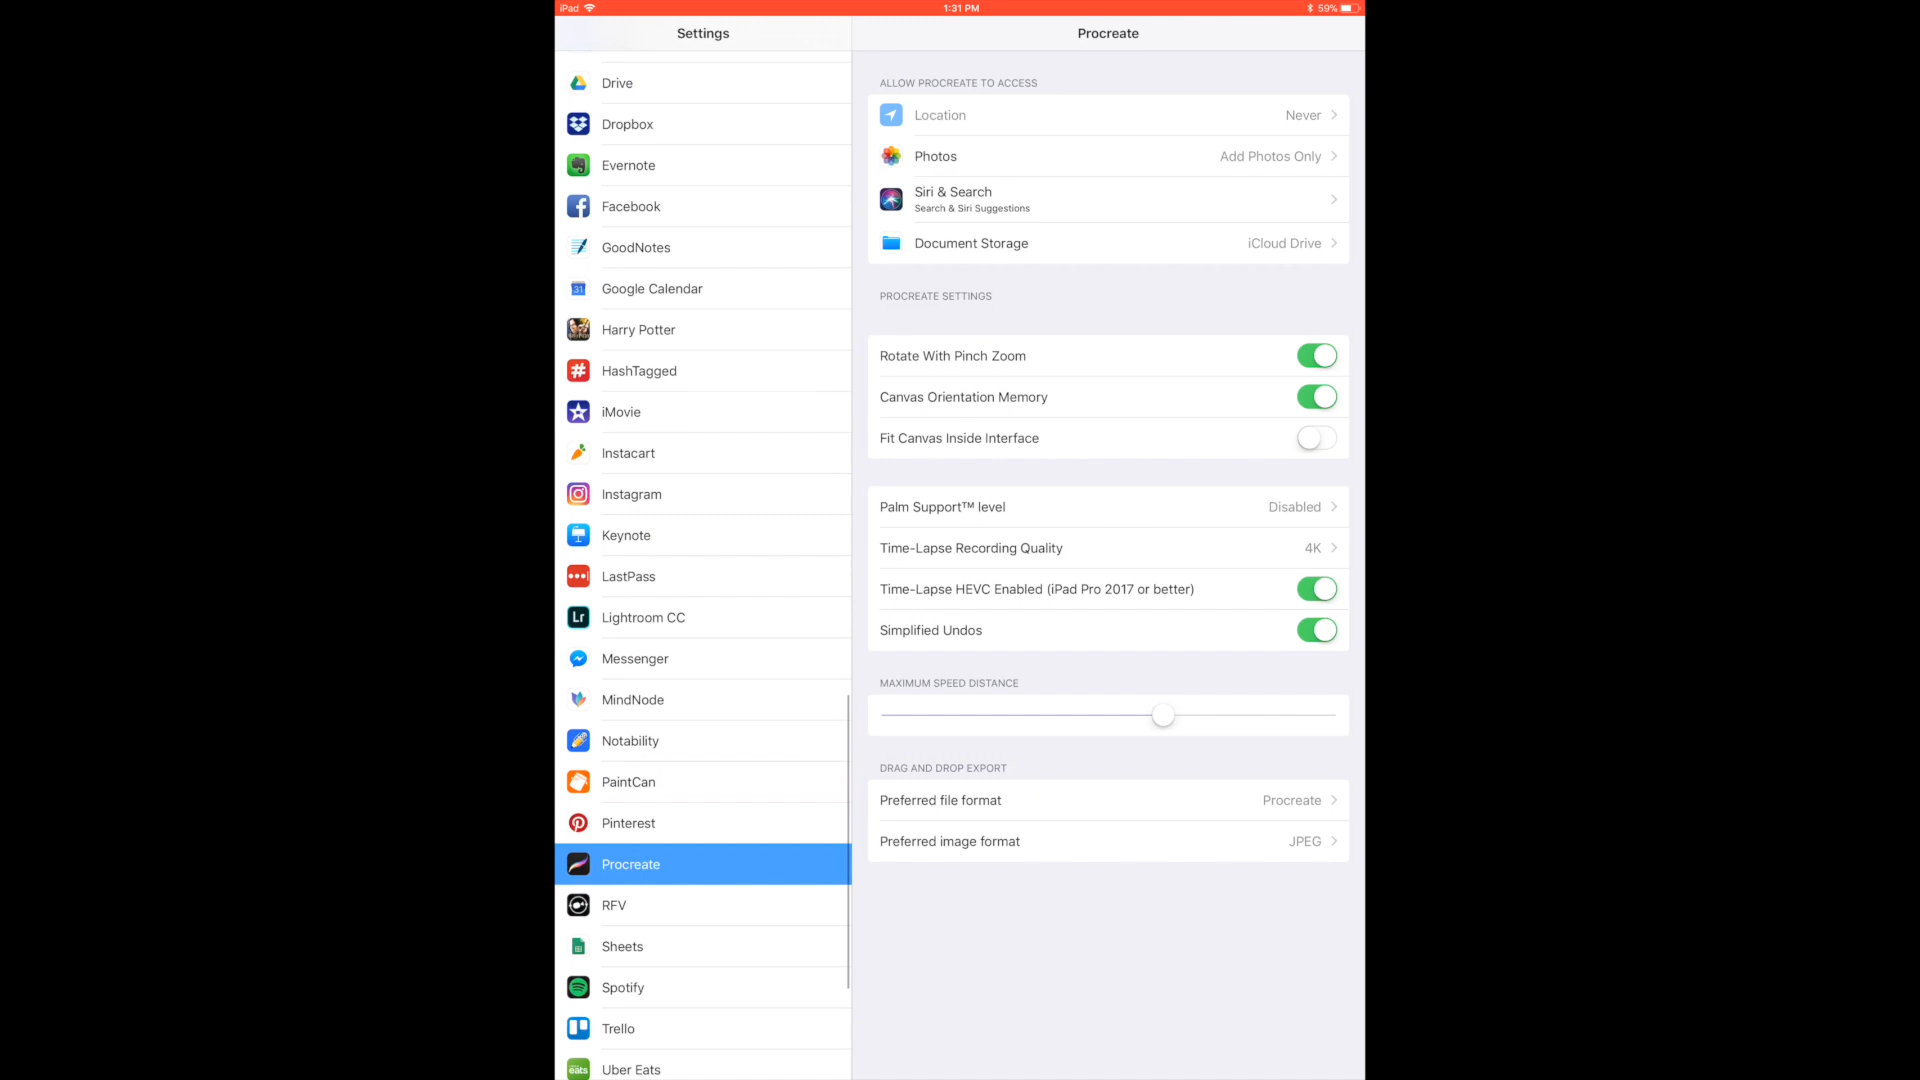 iPad
1:31 PM
59%
Settings
Procreate
Drive
Dropbox
Evernote
Facebook
GoodNotes
31
Google Calendar
Harry Potter
#
HashTagged
iMovie
Instacart
Instagram
Keynote
LastPass
Lr
Lightroom CC
Messenger
MindNode
Notability
PaintCan
Pinterest
Procreate
RFV
Sheets
Spotify
Trello
eats
Uber Eats
ALLOW PROCREATE TO ACCESS
Location Never
Photos Add Photos Only
Siri & Search
Search & Siri Suggestions
Document Storage iCloud Drive
PROCREATE SETTINGS
Rotate With Pinch Zoom
Canvas Orientation Memory
Fit Canvas Inside Interface
Palm Support™ level Disabled
Time-Lapse Recording Quality 4K
Time-Lapse HEVC Enabled (iPad Pro 2017 or better)
Simplified Undos
MAXIMUM SPEED DISTANCE
DRAG AND DROP EXPORT
Preferred file format Procreate
Preferred image format JPEG